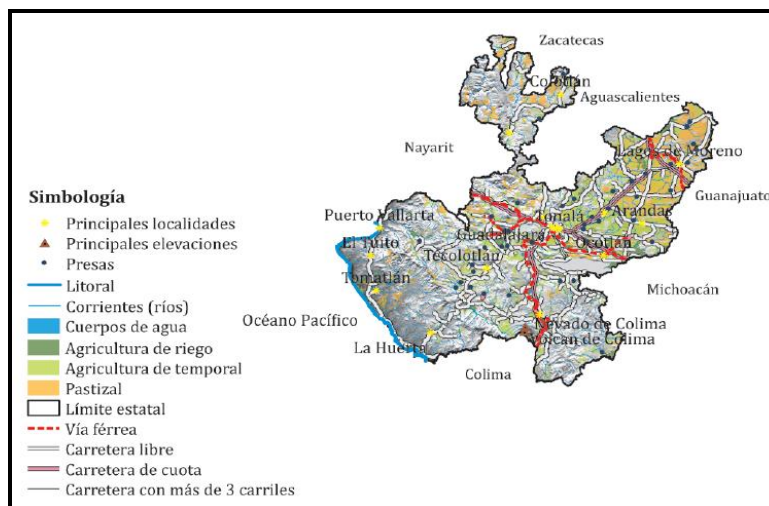 Zacatecas
Colotlán
Aguascalientes
Nayarit
Lagos de Moreno
Guanajuato
Puerto Vallarta
Tonalá
Arandas
Guadalajara
El Tuito
Ocotlán
Tecolotlán
Tomatlán
Michoacán
Océano Pacífico
Nevado de Colima
Volcán de Colima
La Huerta
Colima
Simbología
Principales localidades
Principales elevaciones
Presas
Litoral
Corrientes (ríos)
Cuerpos de agua
Agricultura de riego
Agricultura de temporal
Pastizal
Límite estatal
Vía férrea
Carretera libre
Carretera de cuota
Carretera con más de 3 carriles